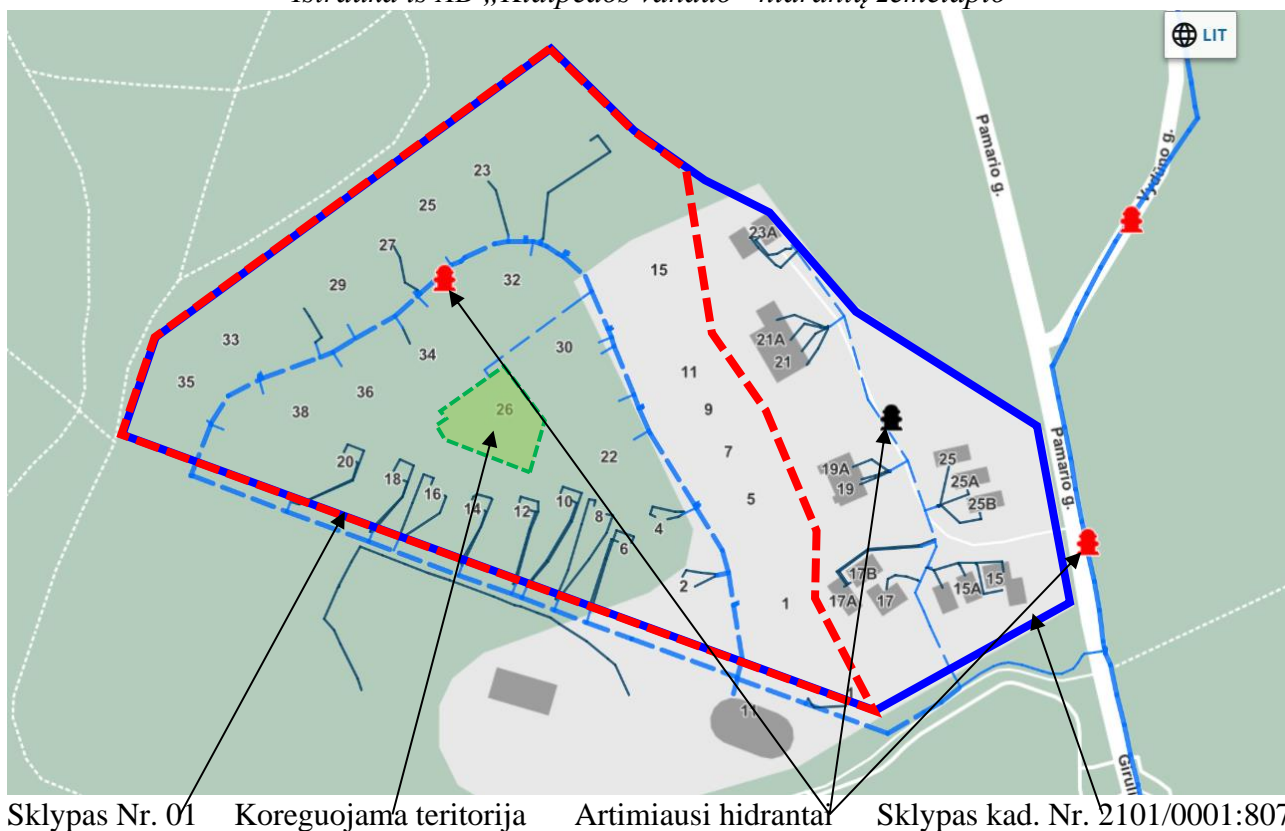 Ištrauka iš AB „Klaipėdos vanduo“ hidrantų žemėlapio
LIT
Pamario g.
Vydūno g.
23
25
23A
27
32
15
29
33
34
30
21A
21
35
11
36
26
9
38
7
22
25
20
19A
25A
18
19
16
5
25B
14
12
10
8
4
6
Pamario g.
17B
15
2
15A
17A
17
1
1
11
Girulių
Sklypas Nr. 01 Koreguojama teritorija Artimiausi hidrantai Sklypas kad. Nr. 2101/0001:807